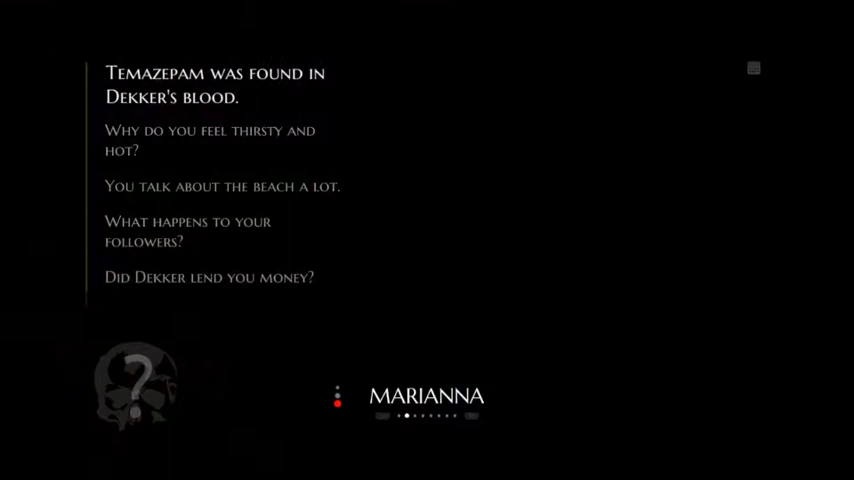 Temazepam was found in
Dekker's blood.
Why do you feel thirsty and
hot?
You talk about the beach a lot.
What happens to your
followers?
Did Dekker lend you money?
?
MARIANNA